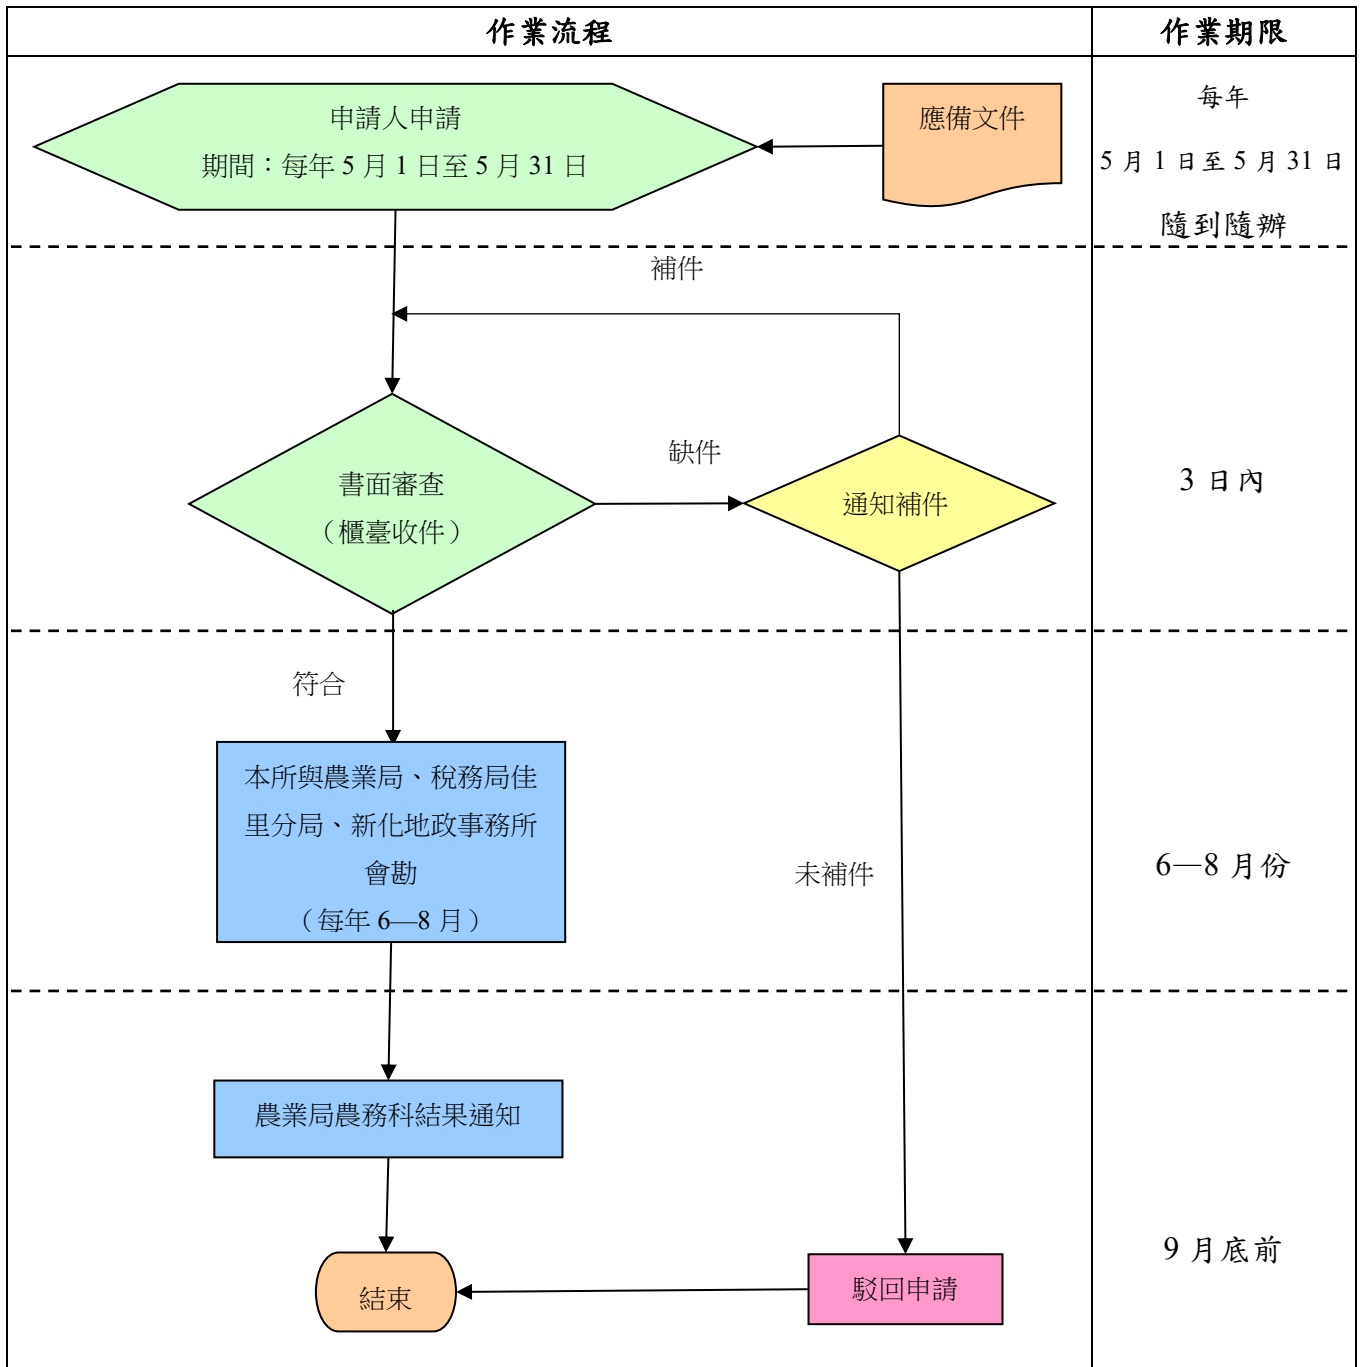 作業流程
作業期限
申請人申請
期間：每年 5 月 1 日至 5 月 31 日
應備文件
每年
5 月 1 日至 5 月 31 日
隨到隨辦
補件
書面審查
（櫃臺收件）
缺件
通知補件
3 日內
符合
本所與農業局、稅務局佳
里分局、新化地政事務所
會勘
（每年 6—8 月）
未補件
6—8 月份
農業局農務科結果通知
結束
駁回申請
9 月底前